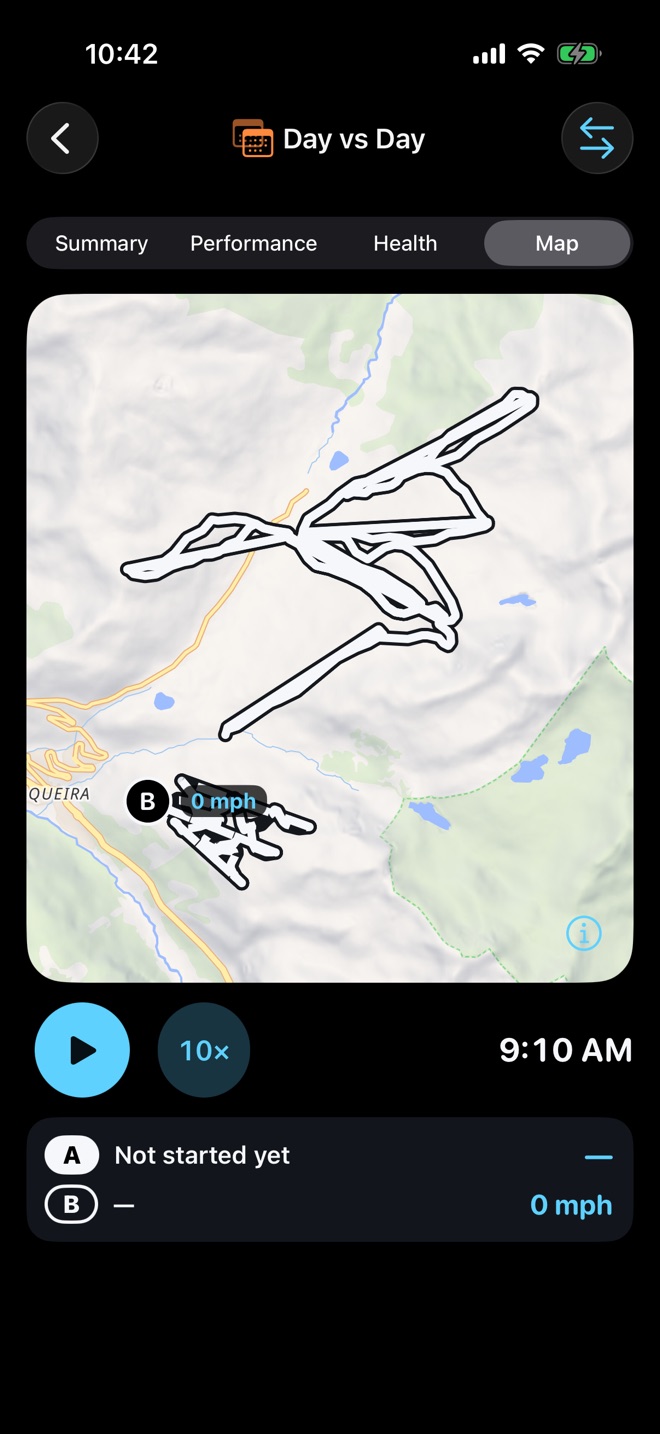 10:42
Day vs Day
Summary Performance Health Map
QUEIRA
B 0 mph
10×
9:10 AM
A Not started yet —
B — 0 mph